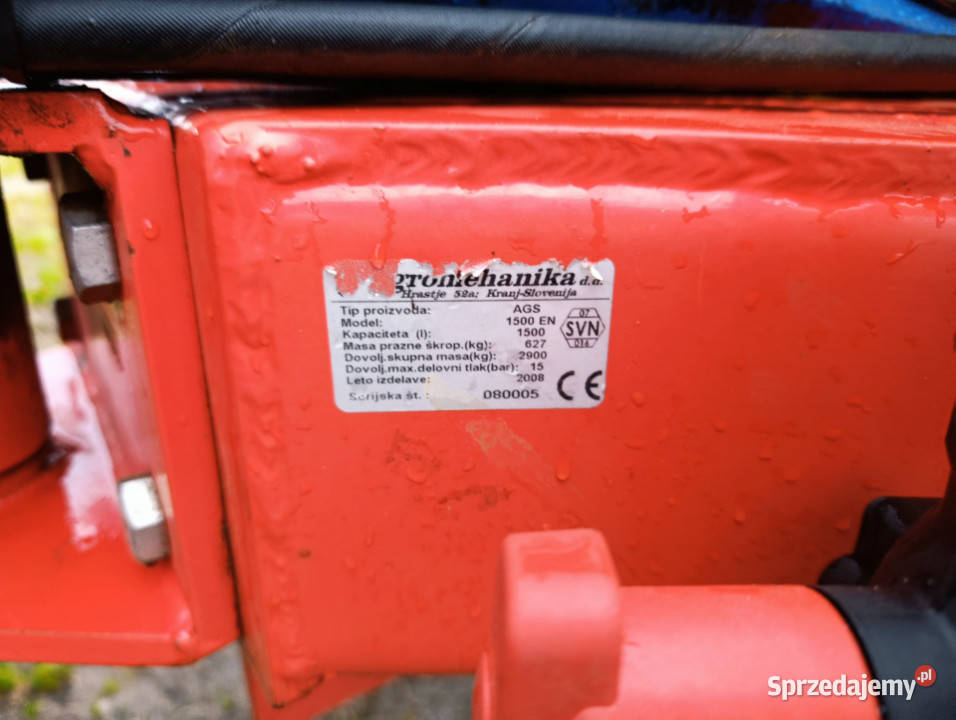 gromehanika d.d.
Hrastje 52a; Kranj-Slovenija
Tip proizvoda: AGS
Model: 1500 EN
Kapaciteta (l): 1500
Masa prazne škrop.(kg): 627
Dovolj.skupna masa(kg): 2900
Dovolj.max.delovni tlak(bar): 15
Leto izdelave: 2008
Serijska št.: 080005
07
SVN
016
CE
Sprzedajemy.pl